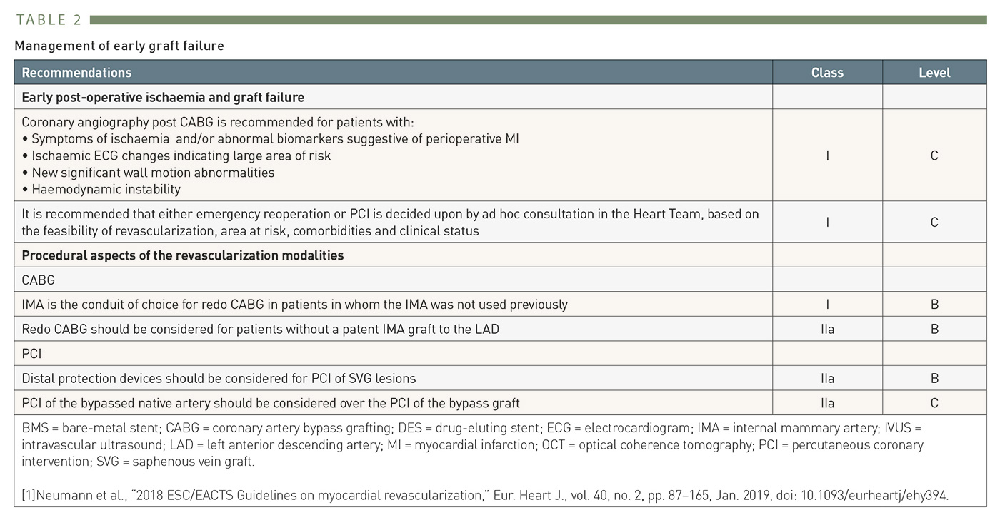 TABLE 2
Management of early graft failure
Recommendations Class Level
Early post-operative ischaemia and graft failure
Coronary angiography post CABG is recommended for patients with:
• Symptoms of ischaemia and/or abnormal biomarkers suggestive of perioperative MI
• Ischaemic ECG changes indicating large area of risk
• New significant wall motion abnormalities
• Haemodynamic instability
I C
It is recommended that either emergency reoperation or PCI is decided upon by ad hoc consultation in the Heart Team, based on
the feasibility of revascularization, area at risk, comorbidities and clinical status
I C
Procedural aspects of the revascularization modalities
CABG
IMA is the conduit of choice for redo CABG in patients in whom the IMA was not used previously I B
Redo CABG should be considered for patients without a patent IMA graft to the LAD IIa B
PCI
Distal protection devices should be considered for PCI of SVG lesions IIa B
PCI of the bypassed native artery should be considered over the PCI of the bypass graft IIa C
BMS = bare-metal stent; CABG = coronary artery bypass grafting; DES = drug-eluting stent; ECG = electrocardiogram; IMA = internal mammary artery; IVUS =
intravascular ultrasound; LAD = left anterior descending artery; MI = myocardial infarction; OCT = optical coherence tomography; PCI = percutaneous coronary
intervention; SVG = saphenous vein graft.
[1]Neumann et al., "2018 ESC/EACTS Guidelines on myocardial revascularization," Eur. Heart J., vol. 40, no. 2, pp. 87–165, Jan. 2019, doi: 10.1093/eurheartj/ehy394.